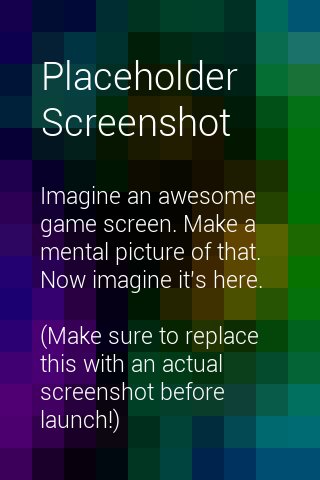 Placeholder
Screenshot
Imagine an awesome
game screen. Make a
mental picture of that.
Now imagine it's here.
(Make sure to replace
this with an actual
screenshot before
launch!)